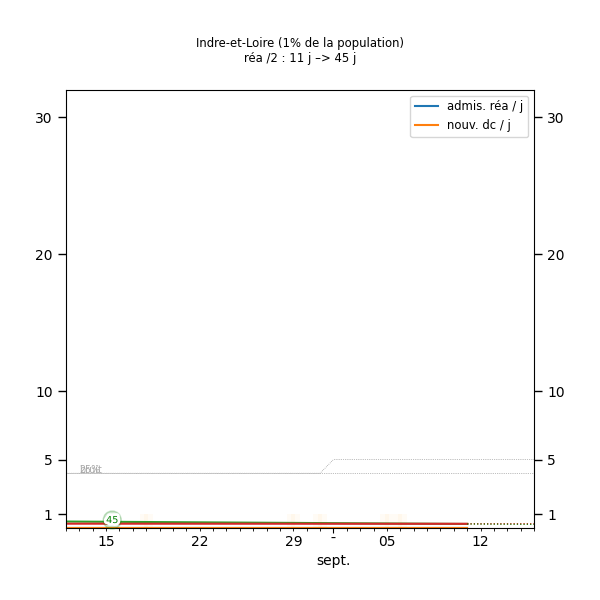 Indre-et-Loire (1% de la population)
réa /2 : 11 j –> 45 j
admis. réa / j
nouv. dc / j
30 30
20 20
10 10
5 5
25%
45
1 1
15 22 29 - 05 12
sept.